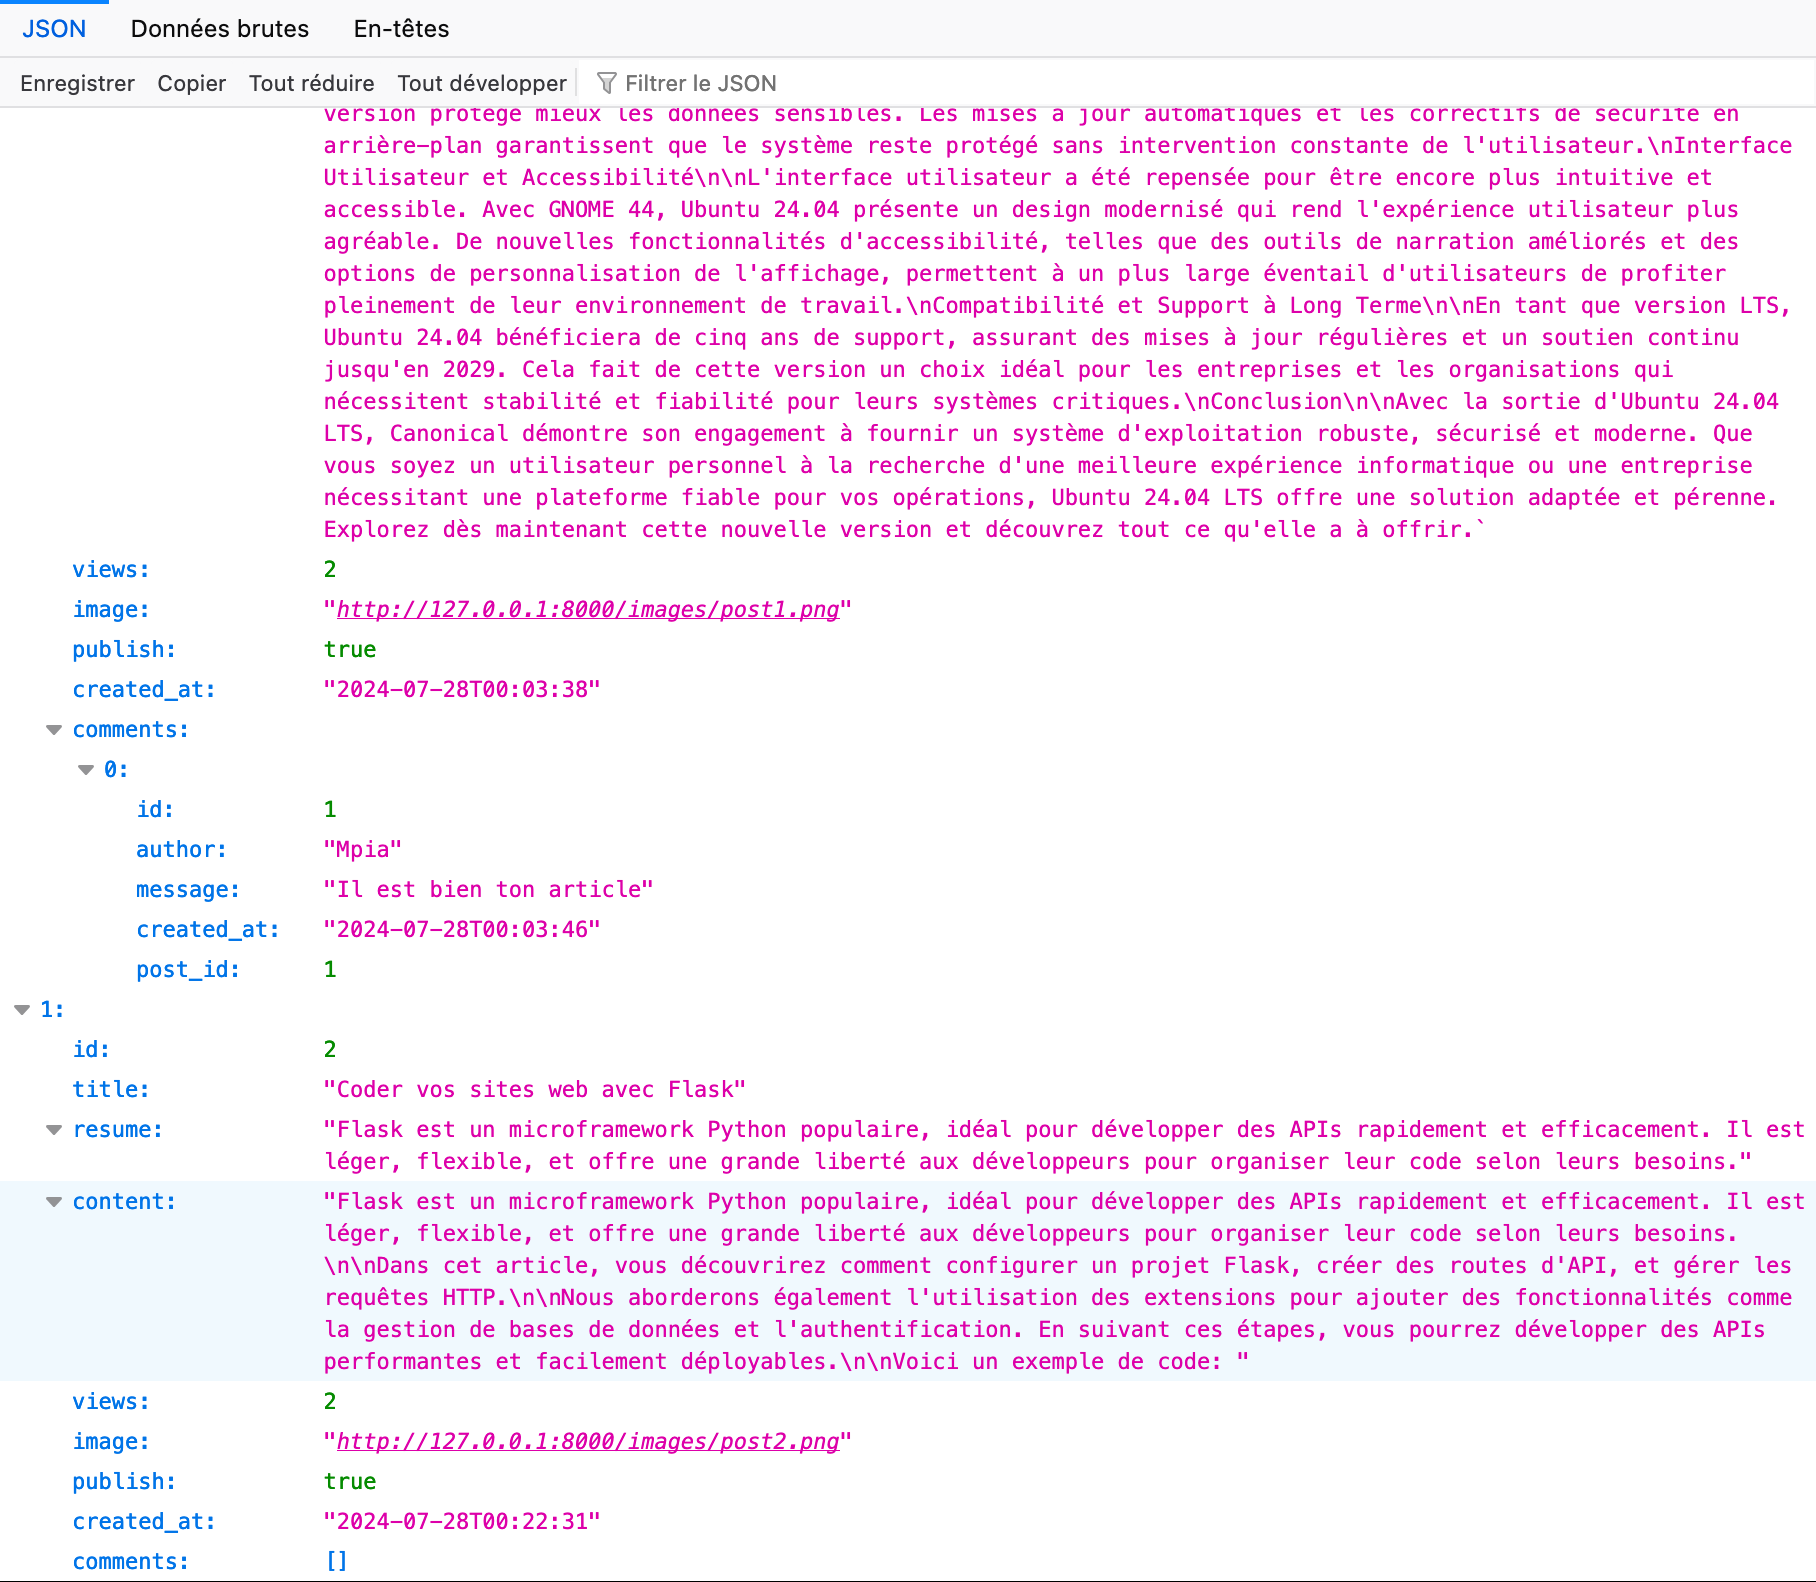 JSON Données brutes En-têtes
Enregistrer Copier Tout réduire Tout développer Filtrer le JSON
version protège mieux les données sensibles. Les mises à jour automatiques et les correctifs de sécurité en
arrière-plan garantissent que le système reste protégé sans intervention constante de l'utilisateur.\nInterface
Utilisateur et Accessibilité\n\nL'interface utilisateur a été repensée pour être encore plus intuitive et
accessible. Avec GNOME 44, Ubuntu 24.04 présente un design modernisé qui rend l'expérience utilisateur plus
agréable. De nouvelles fonctionnalités d'accessibilité, telles que des outils de narration améliorés et des
options de personnalisation de l'affichage, permettent à un plus large éventail d'utilisateurs de profiter
pleinement de leur environnement de travail.\nCompatibilité et Support à Long Terme\n\nEn tant que version LTS,
Ubuntu 24.04 bénéficiera de cinq ans de support, assurant des mises à jour régulières et un soutien continu
jusqu'en 2029. Cela fait de cette version un choix idéal pour les entreprises et les organisations qui
nécessitent stabilité et fiabilité pour leurs systèmes critiques.\nConclusion\n\nAvec la sortie d'Ubuntu 24.04
LTS, Canonical démontre son engagement à fournir un système d'exploitation robuste, sécurisé et moderne. Que
vous soyez un utilisateur personnel à la recherche d'une meilleure expérience informatique ou une entreprise
nécessitant une plateforme fiable pour vos opérations, Ubuntu 24.04 LTS offre une solution adaptée et pérenne.
Explorez dès maintenant cette nouvelle version et découvrez tout ce qu'elle a à offrir.`
views: 2
image: "http://127.0.0.1:8000/images/post1.png"
publish: true
created_at: "2024-07-28T00:03:38"
comments:
0:
id: 1
author: "Mpia"
message: "Il est bien ton article"
created_at: "2024-07-28T00:03:46"
post_id: 1
1:
id: 2
title: "Coder vos sites web avec Flask"
resume: "Flask est un microframework Python populaire, idéal pour développer des APIs rapidement et efficacement. Il est
léger, flexible, et offre une grande liberté aux développeurs pour organiser leur code selon leurs besoins."
content: "Flask est un microframework Python populaire, idéal pour développer des APIs rapidement et efficacement. Il est
léger, flexible, et offre une grande liberté aux développeurs pour organiser leur code selon leurs besoins.
\n\nDans cet article, vous découvrirez comment configurer un projet Flask, créer des routes d'API, et gérer les
requêtes HTTP.\n\nNous aborderons également l'utilisation des extensions pour ajouter des fonctionnalités comme
la gestion de bases de données et l'authentification. En suivant ces étapes, vous pourrez développer des APIs
performantes et facilement déployables.\n\nVoici un exemple de code: "
views: 2
image: "http://127.0.0.1:8000/images/post2.png"
publish: true
created_at: "2024-07-28T00:22:31"
comments: []